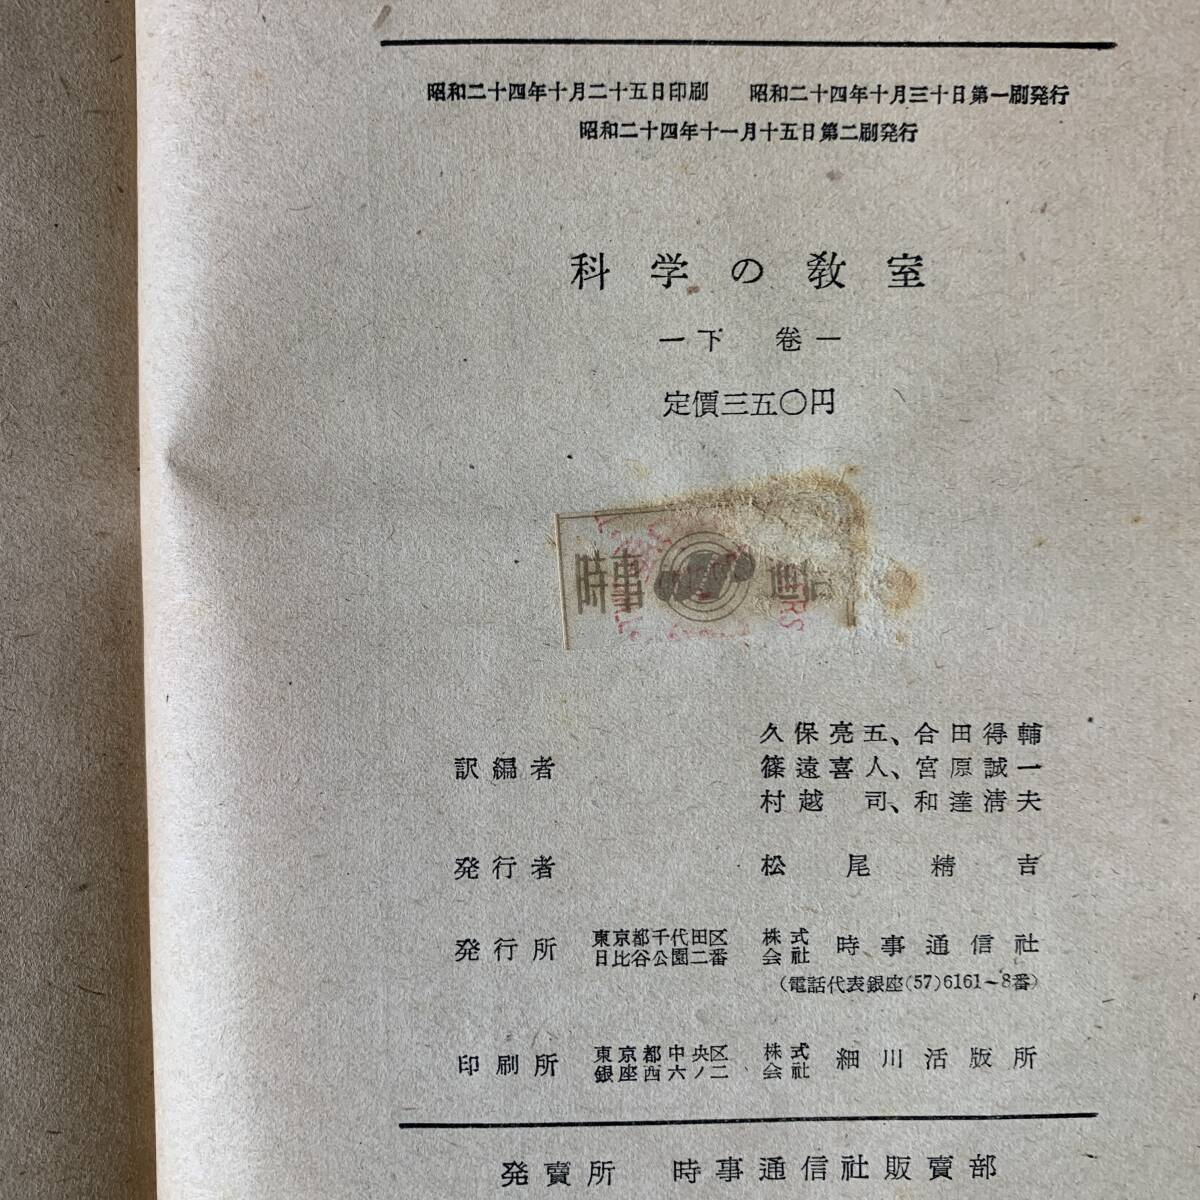 昭和二十四年十月二十五日印刷　昭和二十四年十月三十日第一刷発行
昭和二十四年十一月十五日第二刷発行
科学の教室
―下　巻―
定價三五〇円
時事
訳編者　久保亮五、合田得輔
篠遠喜人、宮原誠一
村越　司、和達清夫
発行者　松尾精吉
発行所　東京都千代田区日比谷公園二番　株式会社　時事通信社
（電話代表銀座(57)6161～8番）
印刷所　東京都中央区銀座西六ノ二　株式会社　細川活版所
発賣所　時事通信社販賣部